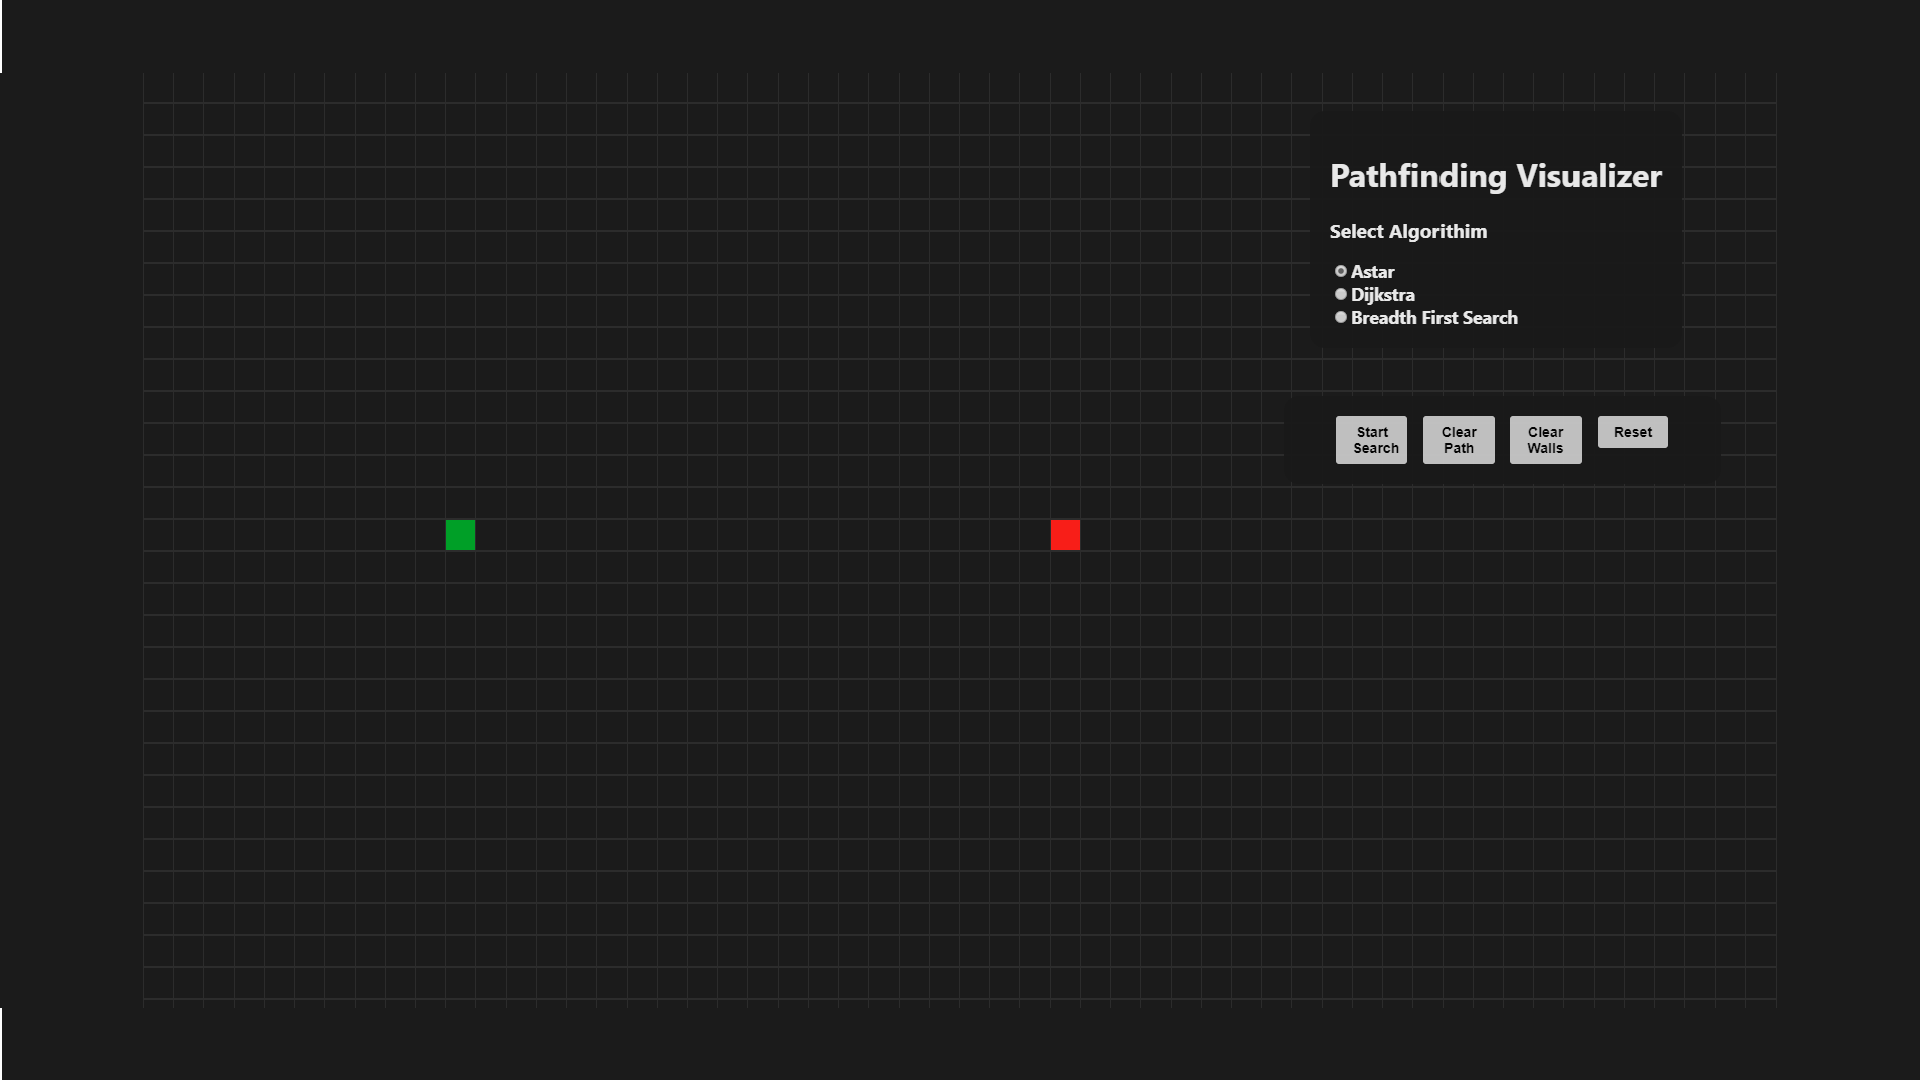 Pathfinding Visualizer
Select Algorithim
Astar
Dijkstra
Breadth First Search
Start
Search
Clear
Path
Clear
Walls
Reset